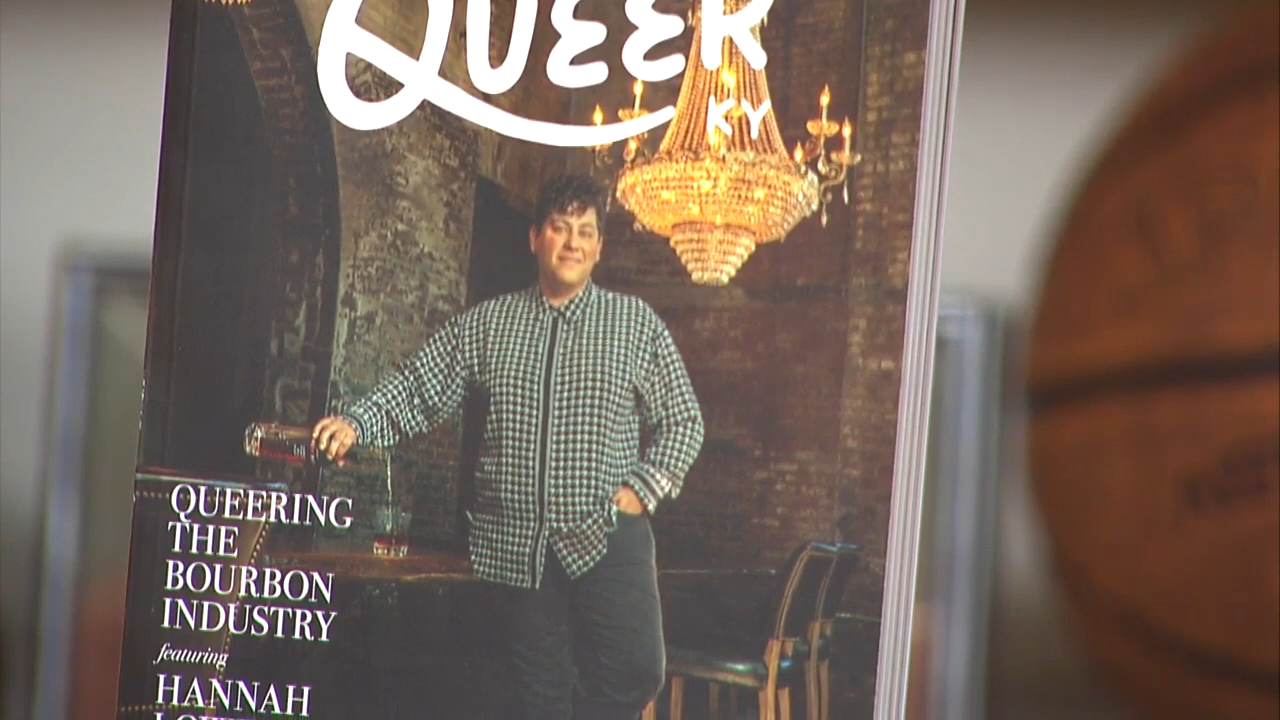 QUEER
KY
QUEERING
THE
BOURBON
INDUSTRY
featuring
HANNAH